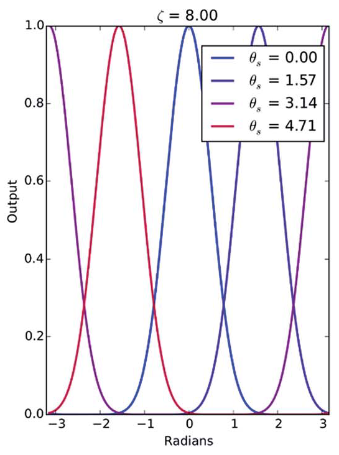 ζ = 8.00
θs = 0.00
θs = 1.57
θs = 3.14
θs = 4.71
1.0
0.8
0.6
0.4
0.2
0.0
Output
−3 −2 −1 0 1 2 3
Radians